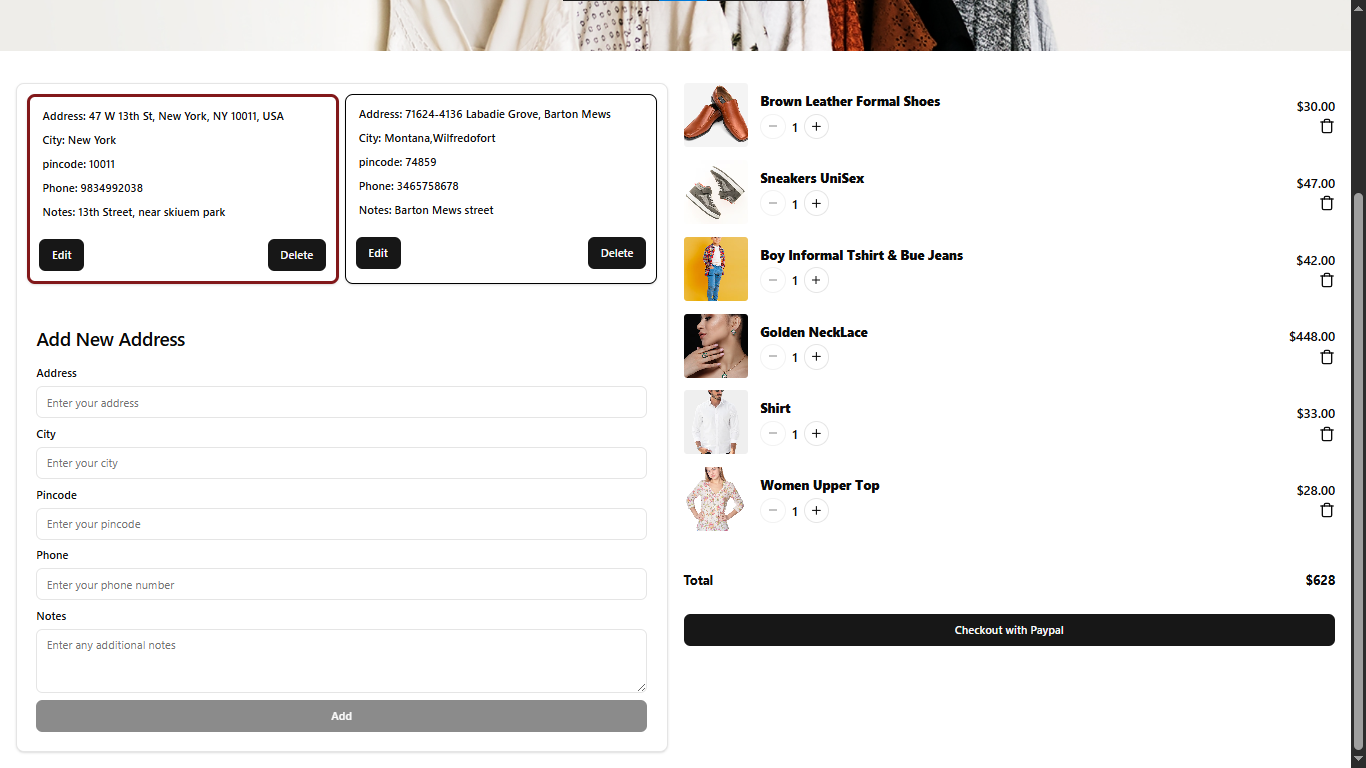 Address: 47 W 13th St, New York, NY 10011, USA
City: New York
pincode: 10011
Phone: 9834992038
Notes: 13th Street, near skiuem park
Edit
Delete
Address: 71624-4136 Labadie Grove, Barton Mews
City: Montana,Wilfredofort
pincode: 74859
Phone: 3465758678
Notes: Barton Mews street
Edit
Delete
Add New Address
Address
Enter your address
City
Enter your city
Pincode
Enter your pincode
Phone
Enter your phone number
Notes
Enter any additional notes
Add
Brown Leather Formal Shoes
1
$30.00
Sneakers UniSex
1
$47.00
Boy Informal Tshirt & Bue Jeans
1
$42.00
Golden NeckLace
1
$448.00
Shirt
1
$33.00
Women Upper Top
1
$28.00
Total
$628
Checkout with Paypal